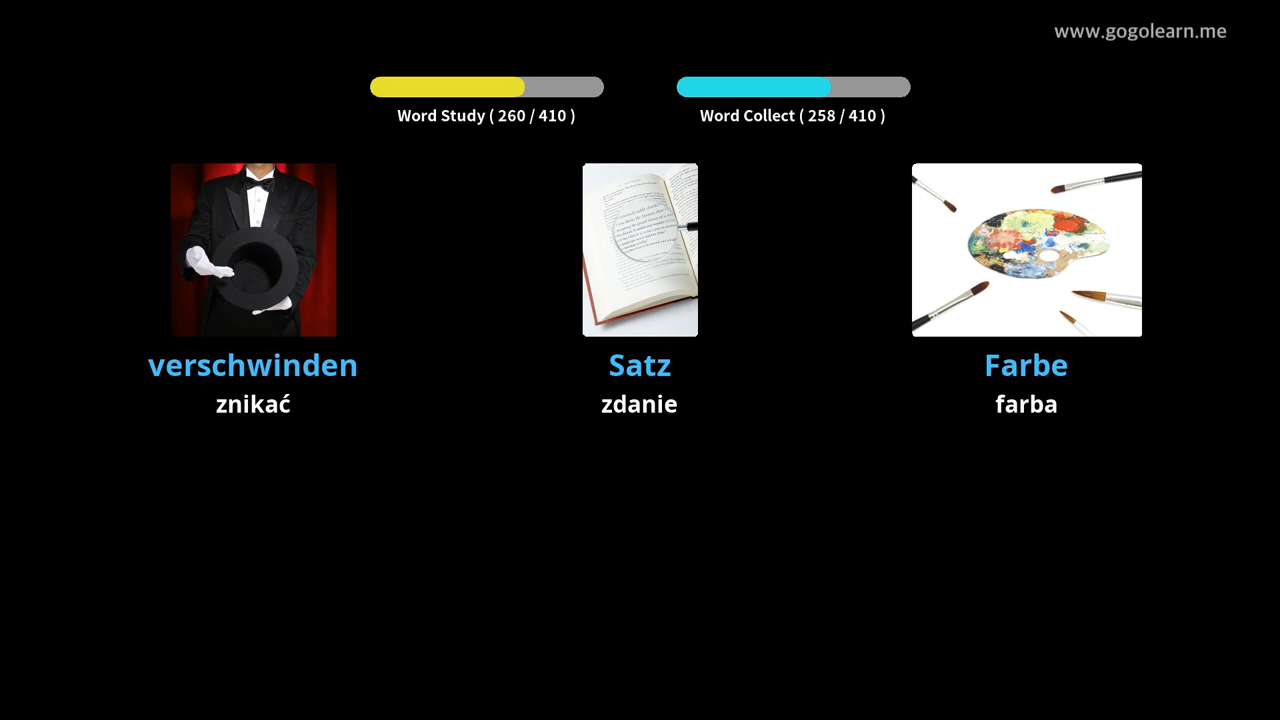 www.gogolearn.me
Word Study ( 260 / 410 )
Word Collect ( 258 / 410 )
verschwinden
znikać
Satz
zdanie
Farbe
farba